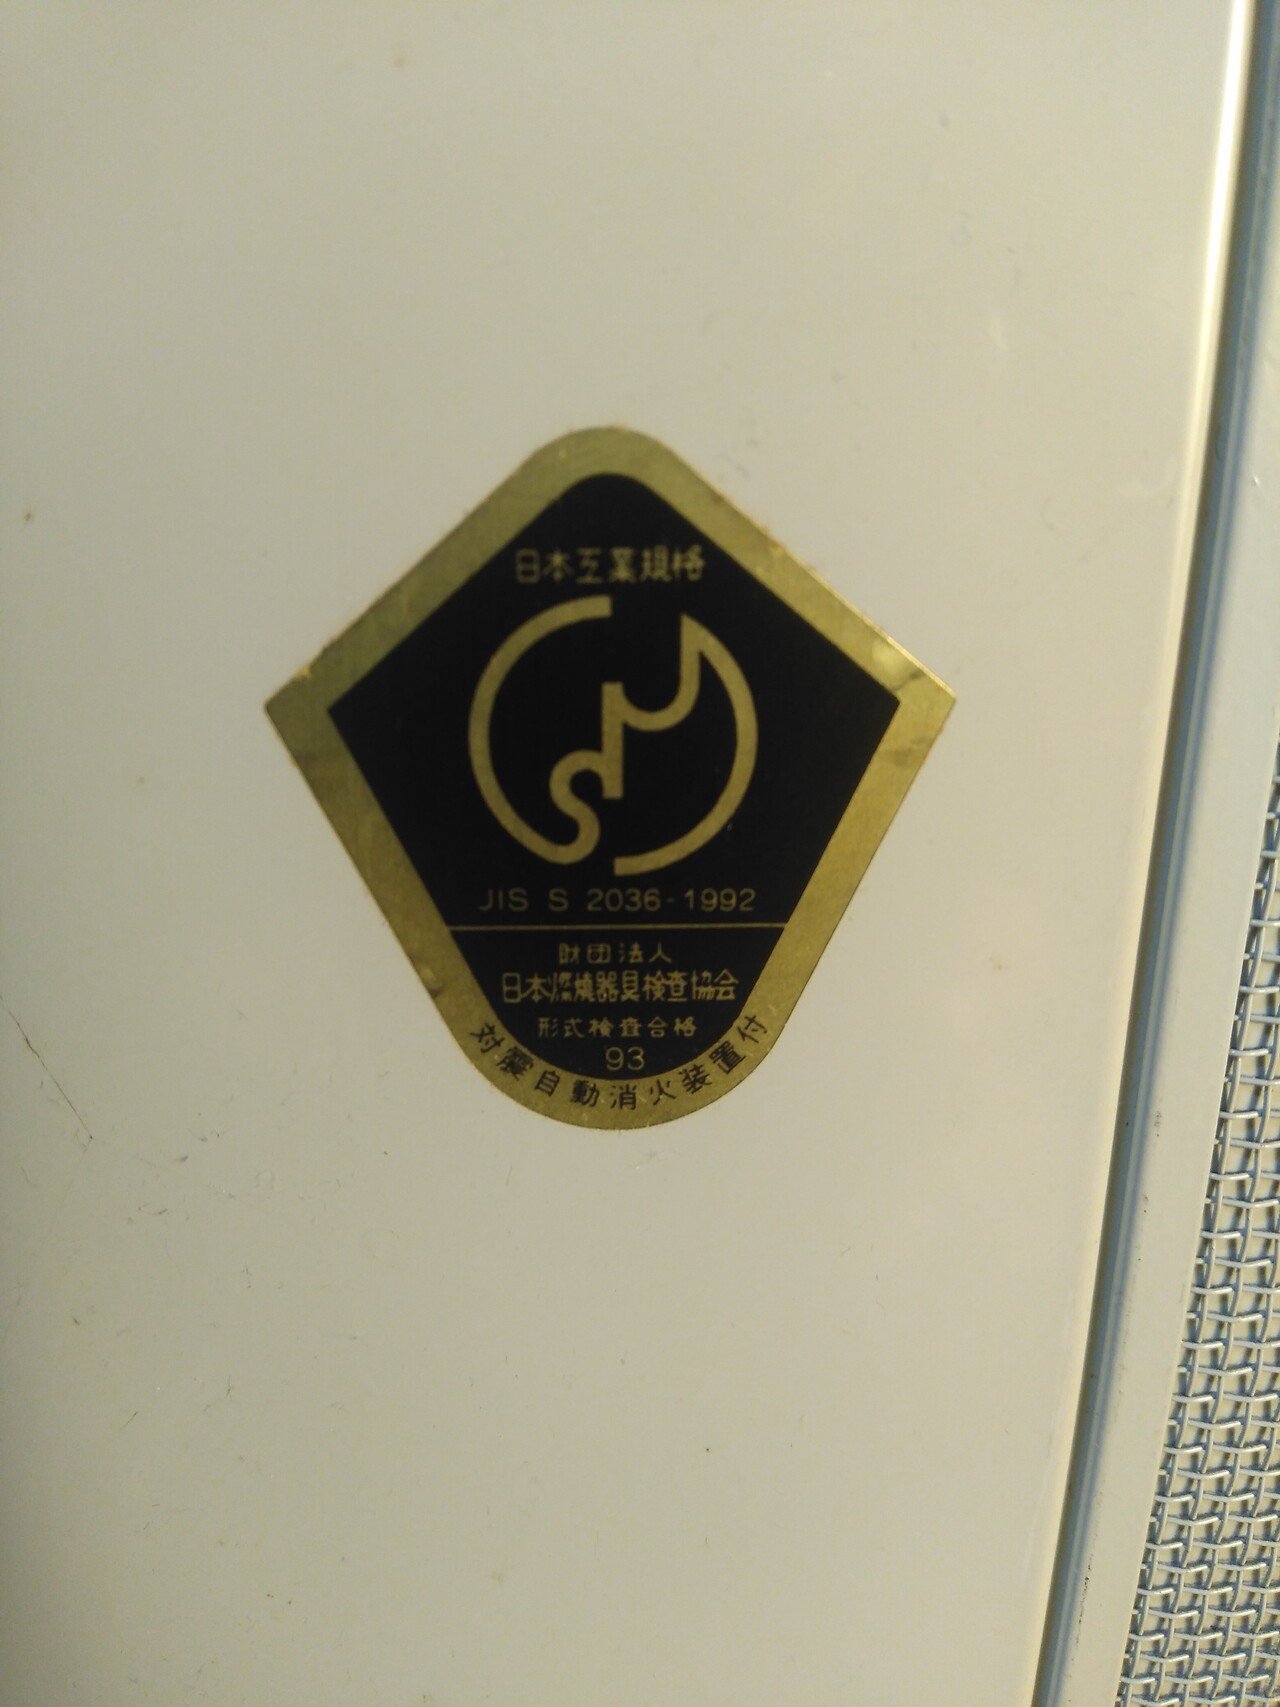 日本工業規格
JIS S 2036-1992
財団法人
日本燃焼器具検査協会
形式検査合格
93
対震自動消火装置付